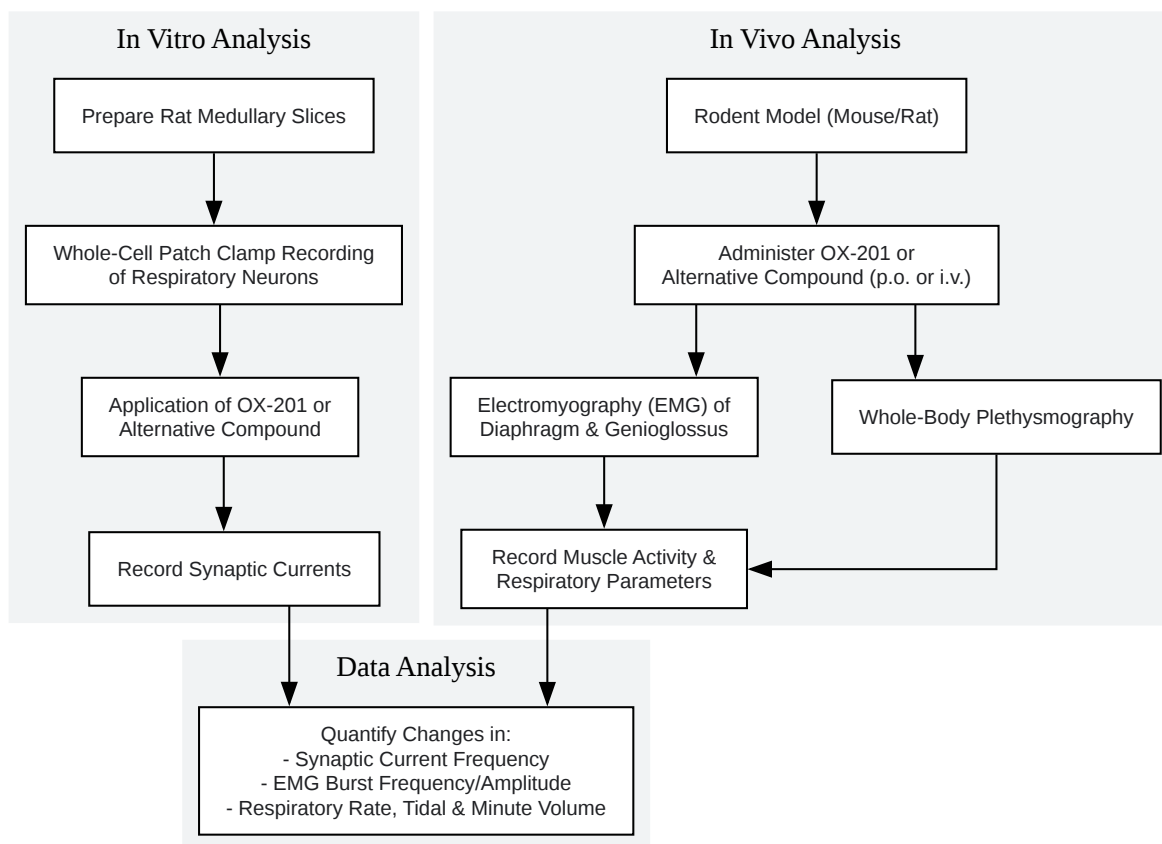 In Vitro Analysis
Prepare Rat Medullary Slices
Whole-Cell Patch Clamp Recording
of Respiratory Neurons
Application of OX-201 or
Alternative Compound
Record Synaptic Currents
In Vivo Analysis
Rodent Model (Mouse/Rat)
Administer OX-201 or
Alternative Compound (p.o. or i.v.)
Electromyography (EMG) of
Diaphragm & Genioglossus
Whole-Body Plethysmography
Record Muscle Activity &
Respiratory Parameters
Data Analysis
Quantify Changes in:
- Synaptic Current Frequency
- EMG Burst Frequency/Amplitude
- Respiratory Rate, Tidal & Minute Volume